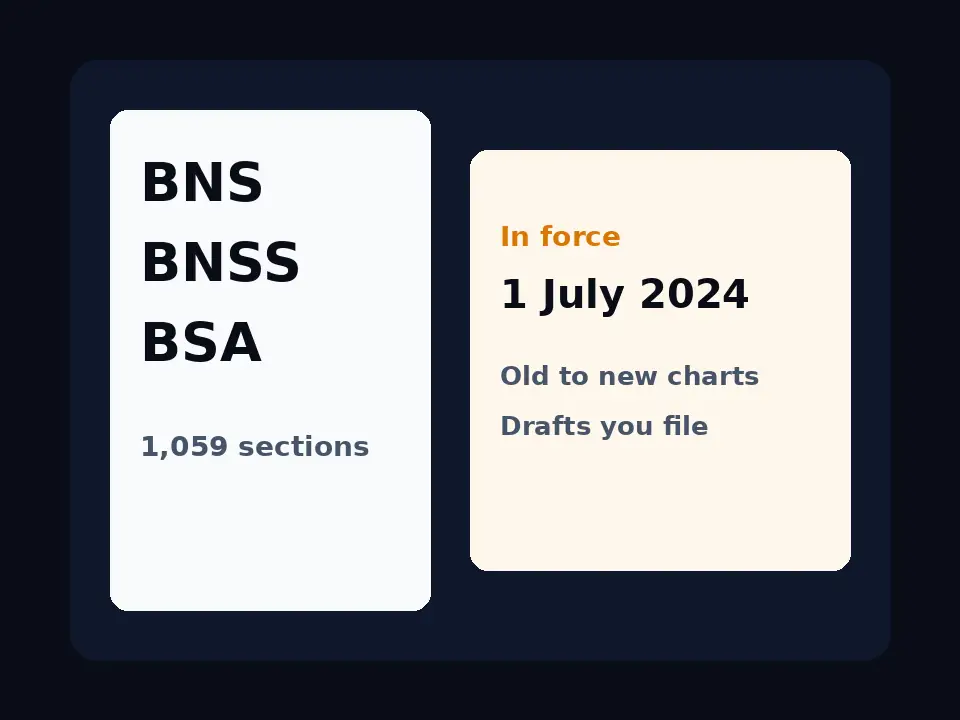 BNS
BNSS
BSA
1,059 sections
In force
1 July 2024
Old to new charts
Drafts you file